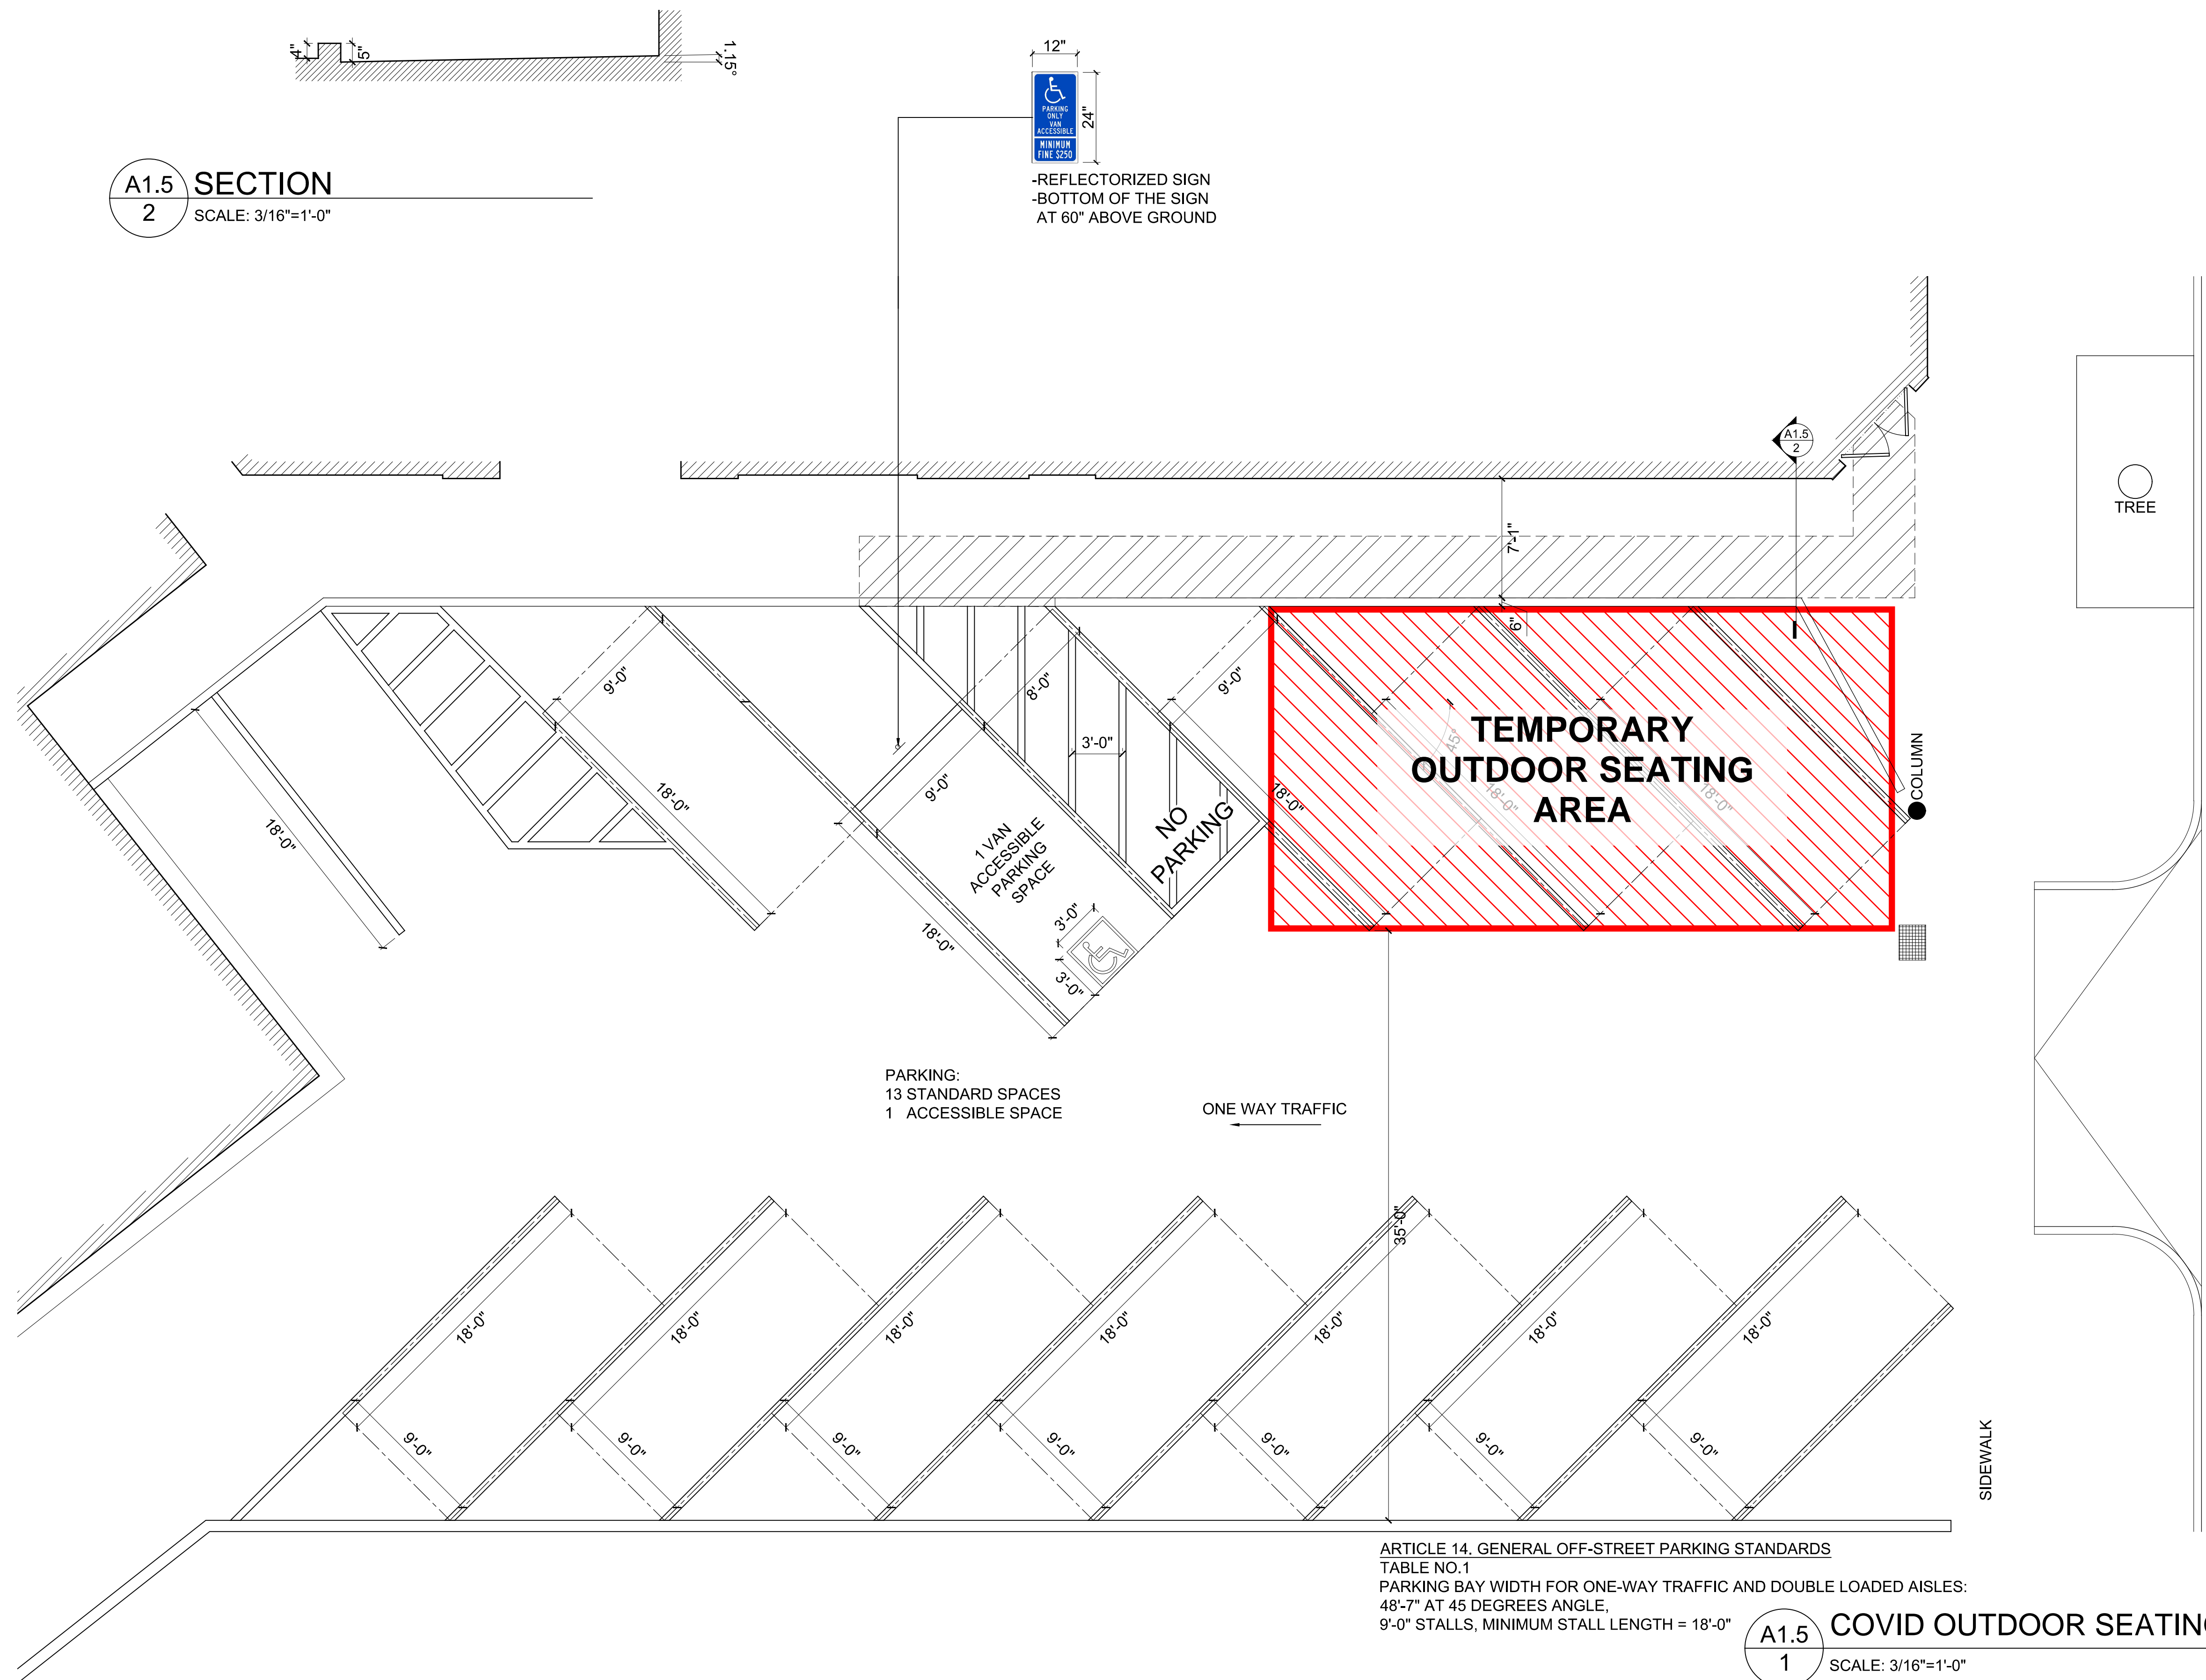 4"
5"
1.15°
A1.5
2
SECTION
SCALE: 3/16"=1'-0"
12"
24"
PARKING
ONLY
VAN
ACCESSIBLE
MINIMUM
FINE $250
-REFLECTORIZED SIGN
-BOTTOM OF THE SIGN
AT 60" ABOVE GROUND
A1.5
2
TREE
7'-1"
6"
9'-0"
8'-0"
9'-0"
3'-0"
9'-0"
18'-0"
18'-0"
18'-0"
45°
18'-0"
18'-0"
TEMPORARY
OUTDOOR SEATING
AREA
COLUMN
1 VAN
ACCESSIBLE
PARKING
SPACE
NO
PARKING
3'-0"
3'-0"
18'-0"
PARKING:
13 STANDARD SPACES
1 ACCESSIBLE SPACE
ONE WAY TRAFFIC
35'-0"
18'-0"
18'-0"
18'-0"
18'-0"
18'-0"
18'-0"
18'-0"
9'-0"
9'-0"
9'-0"
9'-0"
9'-0"
9'-0"
9'-0"
SIDEWALK
ARTICLE 14. GENERAL OFF-STREET PARKING STANDARDS
TABLE NO.1
PARKING BAY WIDTH FOR ONE-WAY TRAFFIC AND DOUBLE LOADED AISLES:
48'-7" AT 45 DEGREES ANGLE,
9'-0" STALLS, MINIMUM STALL LENGTH = 18'-0"
A1.5
1
COVID OUTDOOR SEATING
SCALE: 3/16"=1'-0"